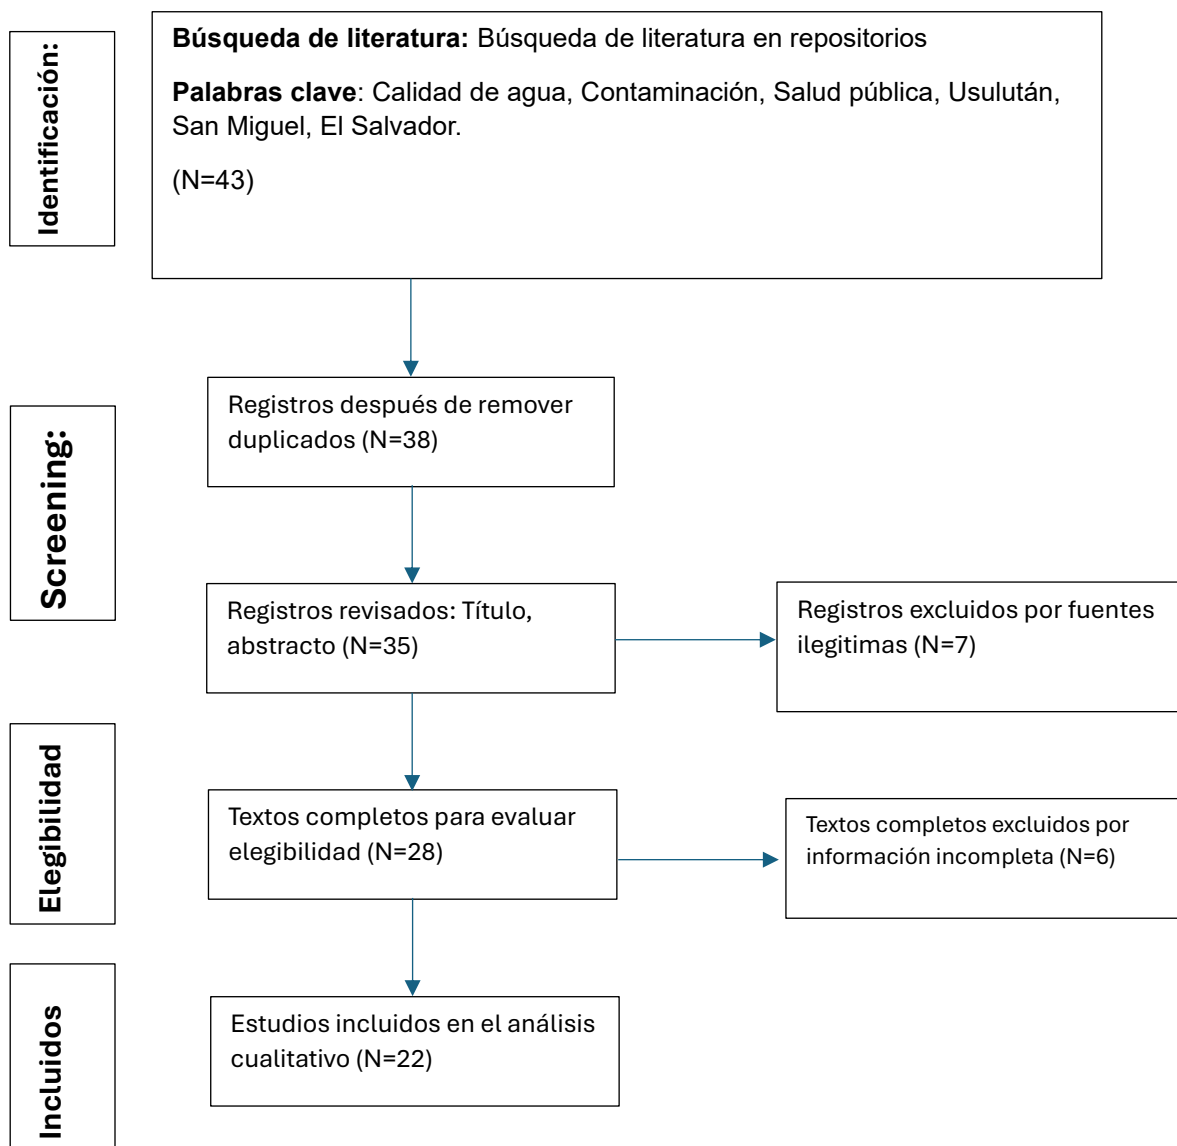 Identificación:
Búsqueda de literatura: Búsqueda de literatura en repositorios
Palabras clave: Calidad de agua, Contaminación, Salud pública, Usulután,
San Miguel, El Salvador.
(N=43)
Screening:
Registros después de remover
duplicados (N=38)
Registros revisados: Título,
abstracto (N=35)
Registros excluidos por fuentes
ilegitimas (N=7)
Elegibilidad
Textos completos para evaluar
elegibilidad (N=28)
Textos completos excluidos por
información incompleta (N=6)
Incluidos
Estudios incluidos en el análisis
cualitativo (N=22)